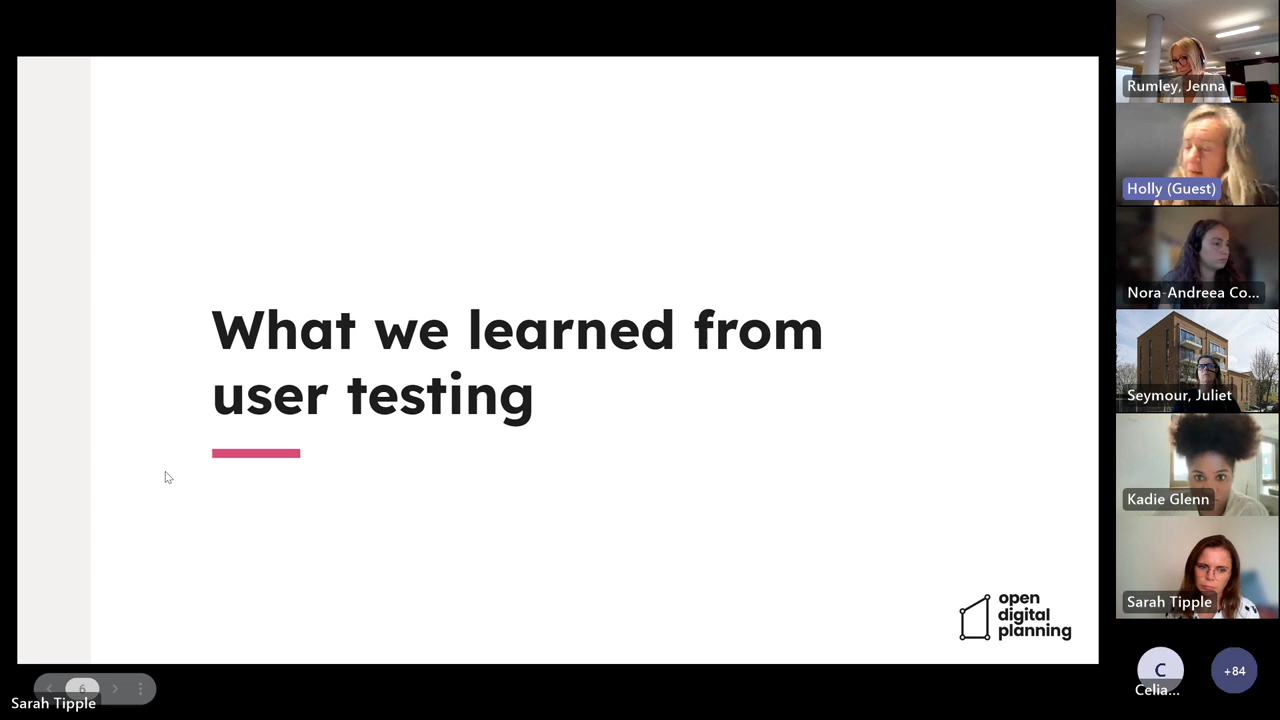 What we learned from
user testing
open
digital
planning
Rumley, Jenna
Holly (Guest)
Nora-Andreea Co...
Seymour, Juliet
Kadie Glenn
Sarah Tipple
C
Celia...
+84
6
Sarah Tipple